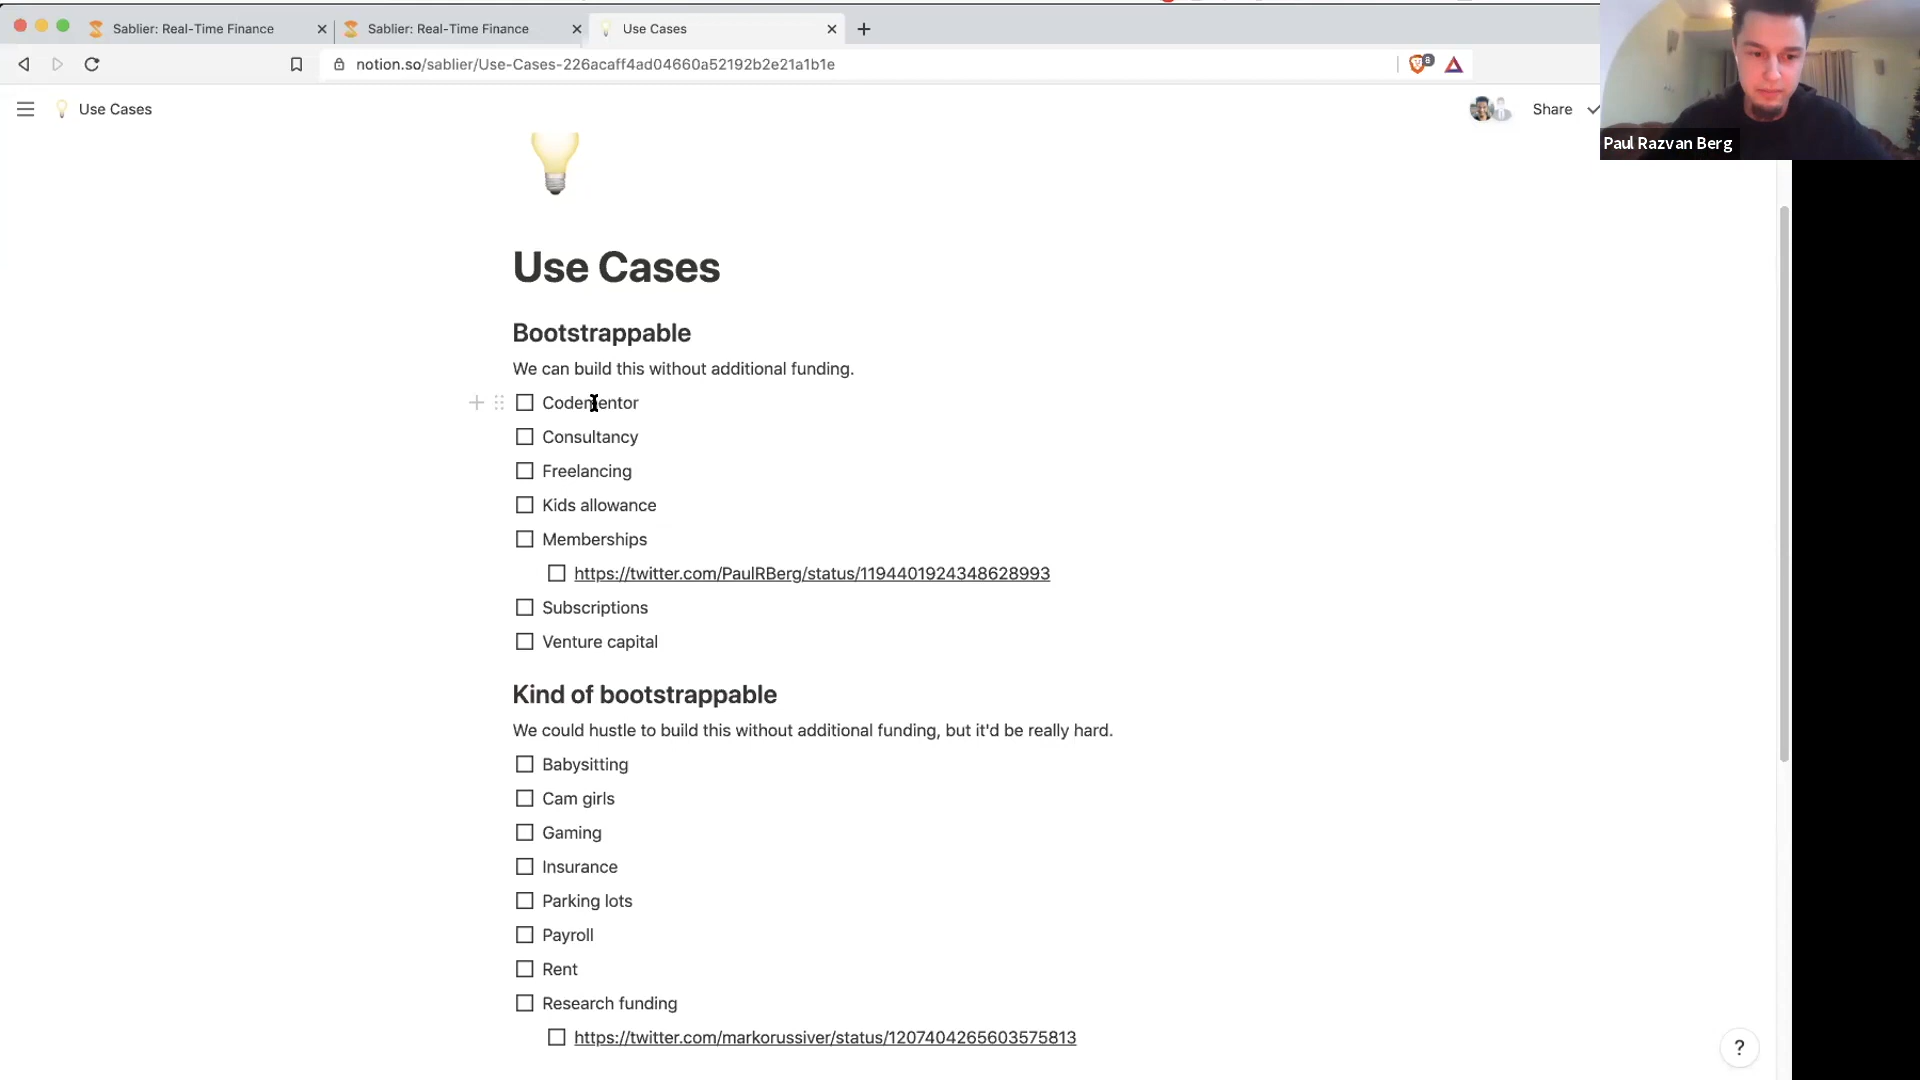 Sablier: Real-Time Finance
Sablier: Real-Time Finance
Use Cases
notion.so/sablier/Use-Cases-226acaff4ad04660a52192b2e21a1b1e
8
Use Cases
Share
Paul Razvan Berg
Use Cases
Bootstrappable
We can build this without additional funding.
Codementor
Consultancy
Freelancing
Kids allowance
Memberships
https://twitter.com/PaulRBerg/status/1194401924348628993
Subscriptions
Venture capital
Kind of bootstrappable
We could hustle to build this without additional funding, but it'd be really hard.
Babysitting
Cam girls
Gaming
Insurance
Parking lots
Payroll
Rent
Research funding
https://twitter.com/markorussiver/status/1207404265603575813
?